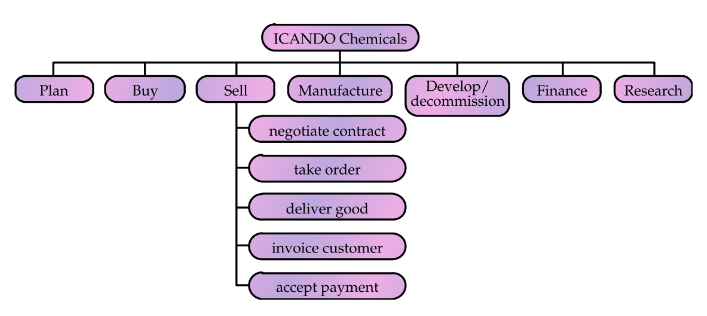 ICANDO Chemicals
Plan
Buy
Sell
Manufacture
Develop/
decommission
Finance
Research
negotiate contract
take order
deliver good
invoice customer
accept payment